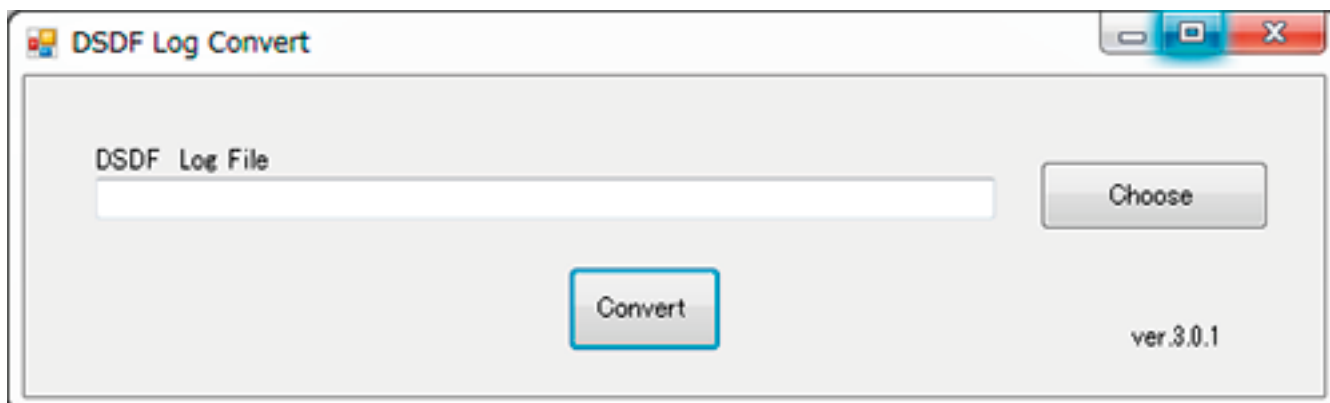 DSDF Log Convert
DSDF Log File
Choose
Convert
ver.3.0.1